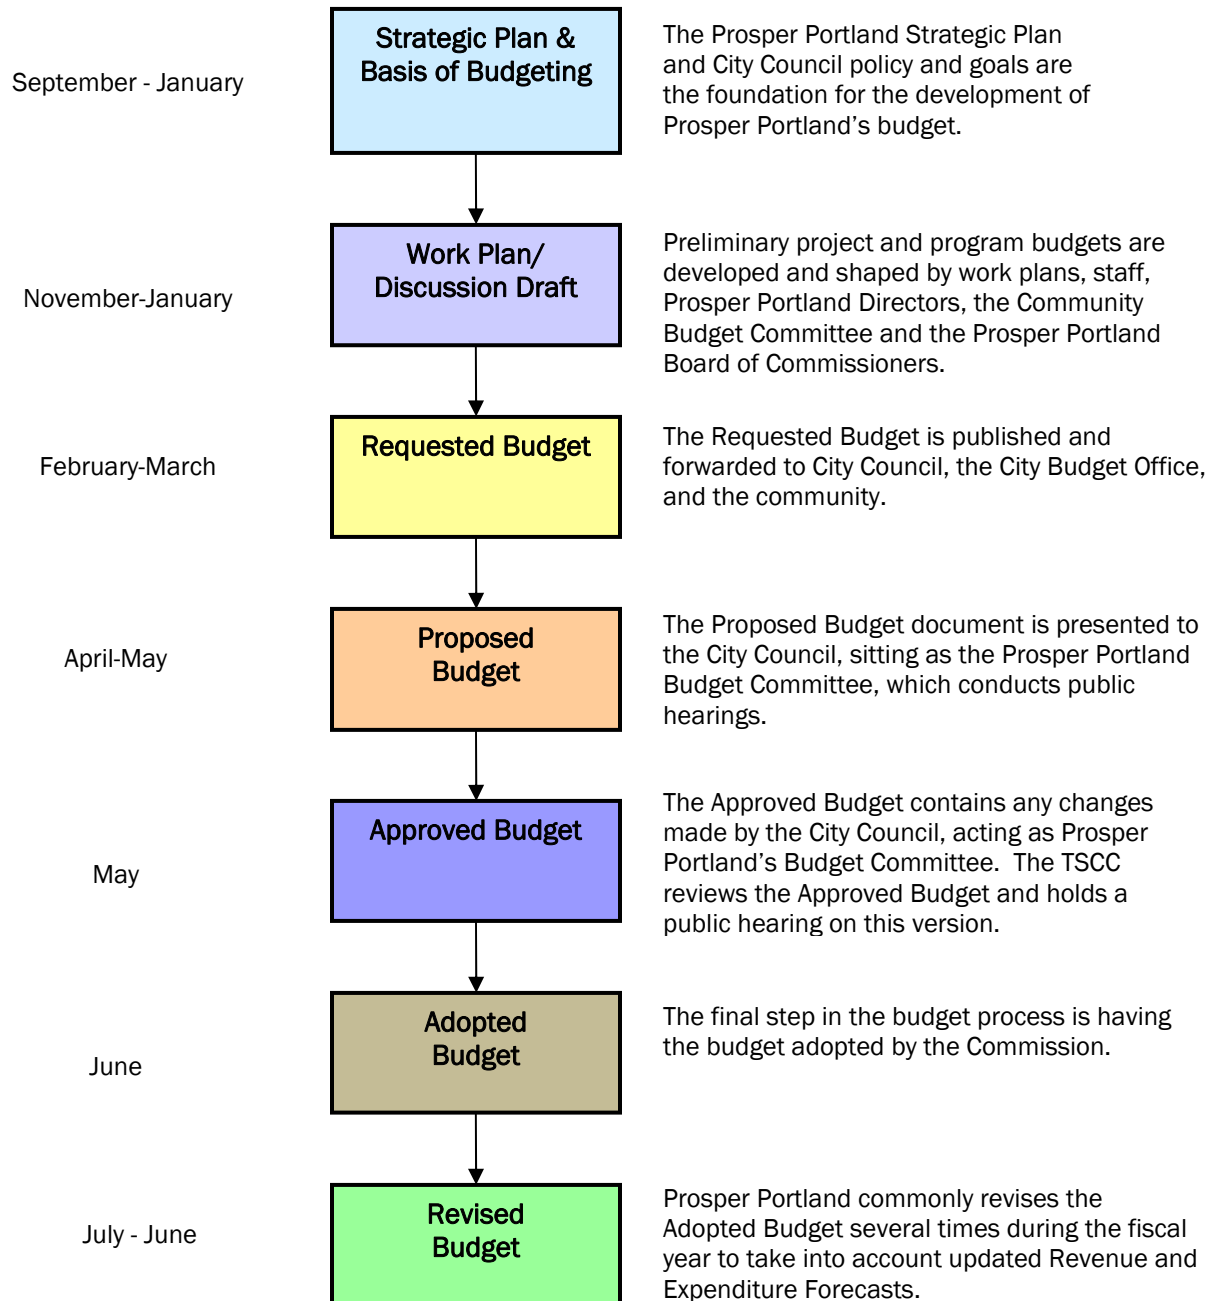 September - January
Strategic Plan &
Basis of Budgeting
The Prosper Portland Strategic Plan
and City Council policy and goals are
the foundation for the development of
Prosper Portland’s budget.
November-January
Work Plan/
Discussion Draft
Preliminary project and program budgets are
developed and shaped by work plans, staff,
Prosper Portland Directors, the Community
Budget Committee and the Prosper Portland
Board of Commissioners.
February-March
Requested Budget
The Requested Budget is published and
forwarded to City Council, the City Budget Office,
and the community.
April-May
Proposed
Budget
The Proposed Budget document is presented to
the City Council, sitting as the Prosper Portland
Budget Committee, which conducts public
hearings.
May
Approved Budget
The Approved Budget contains any changes
made by the City Council, acting as Prosper
Portland’s Budget Committee.  The TSCC
reviews the Approved Budget and holds a
public hearing on this version.
June
Adopted
Budget
The final step in the budget process is having
the budget adopted by the Commission.
July - June
Revised
Budget
Prosper Portland commonly revises the
Adopted Budget several times during the fiscal
year to take into account updated Revenue and
Expenditure Forecasts.